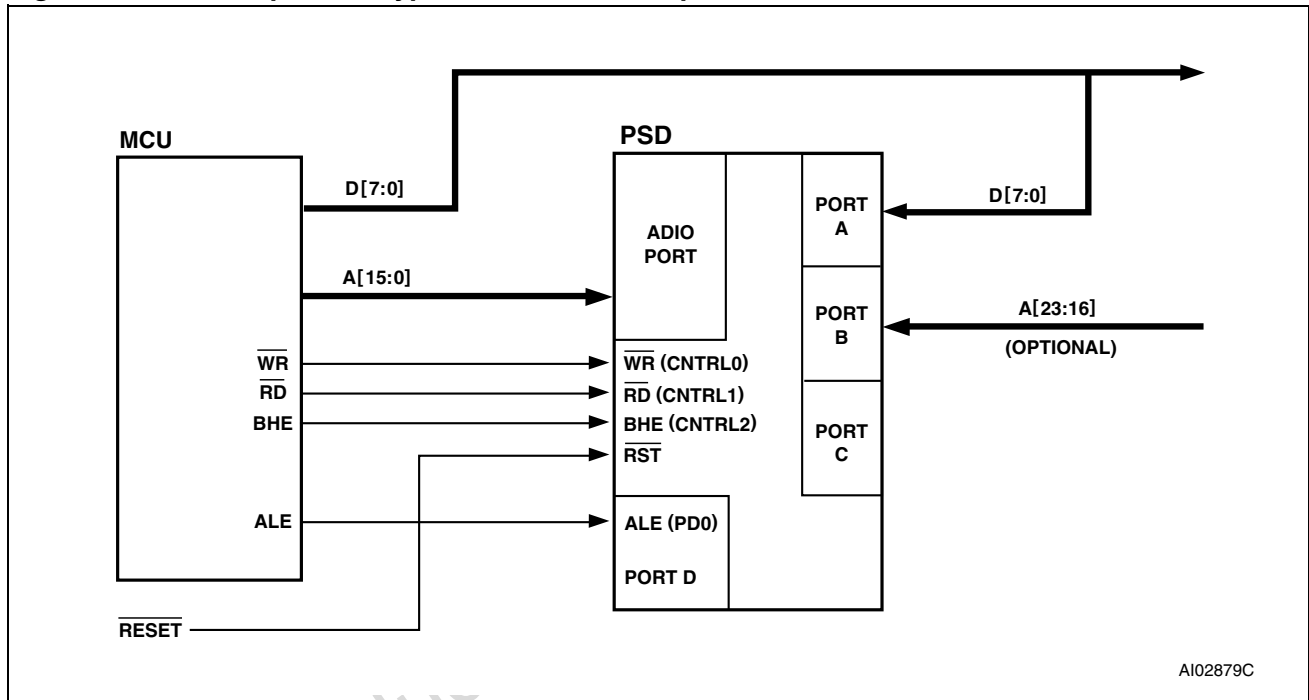 MCU
PSD
D[7:0]
D[7:0]
PORT
A
ADIO
PORT
A[15:0]
A[23:16]
(OPTIONAL)
PORT
B
WR
WR (CNTRL0)
RD
RD (CNTRL1)
BHE
BHE (CNTRL2)
RST
PORT
C
ALE
ALE (PD0)
PORT D
RESET
AI02879C